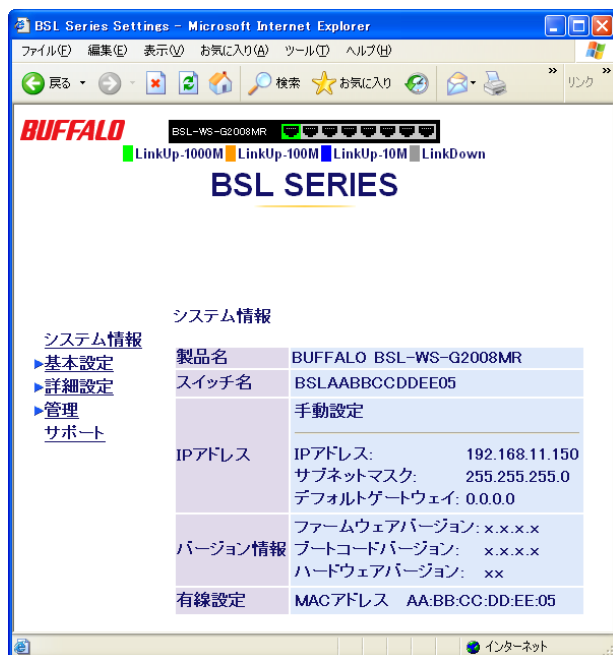 BSL Series Settings - Microsoft Internet Explorer
ファイル(F) 編集(E) 表示(V) お気に入り(A) ツール(T) ヘルプ(H)
戻る 検索 お気に入り » リンク »
BUFFALO BSL-WS-G2008MR
LinkUp-1000M LinkUp-100M LinkUp-10M LinkDown
BSL SERIES
システム情報
システム情報
▶基本設定
▶詳細設定
▶管理
サポート
製品名 BUFFALO BSL-WS-G2008MR
スイッチ名 BSLAABBCCDDEE05
IPアドレス 手動設定
IPアドレス: 192.168.11.150
サブネットマスク: 255.255.255.0
デフォルトゲートウェイ: 0.0.0.0
バージョン情報 ファームウェアバージョン: x.x.x.x
ブートコードバージョン: x.x.x.x
ハードウェアバージョン: xx
有線設定 MACアドレス AA:BB:CC:DD:EE:05
インターネット